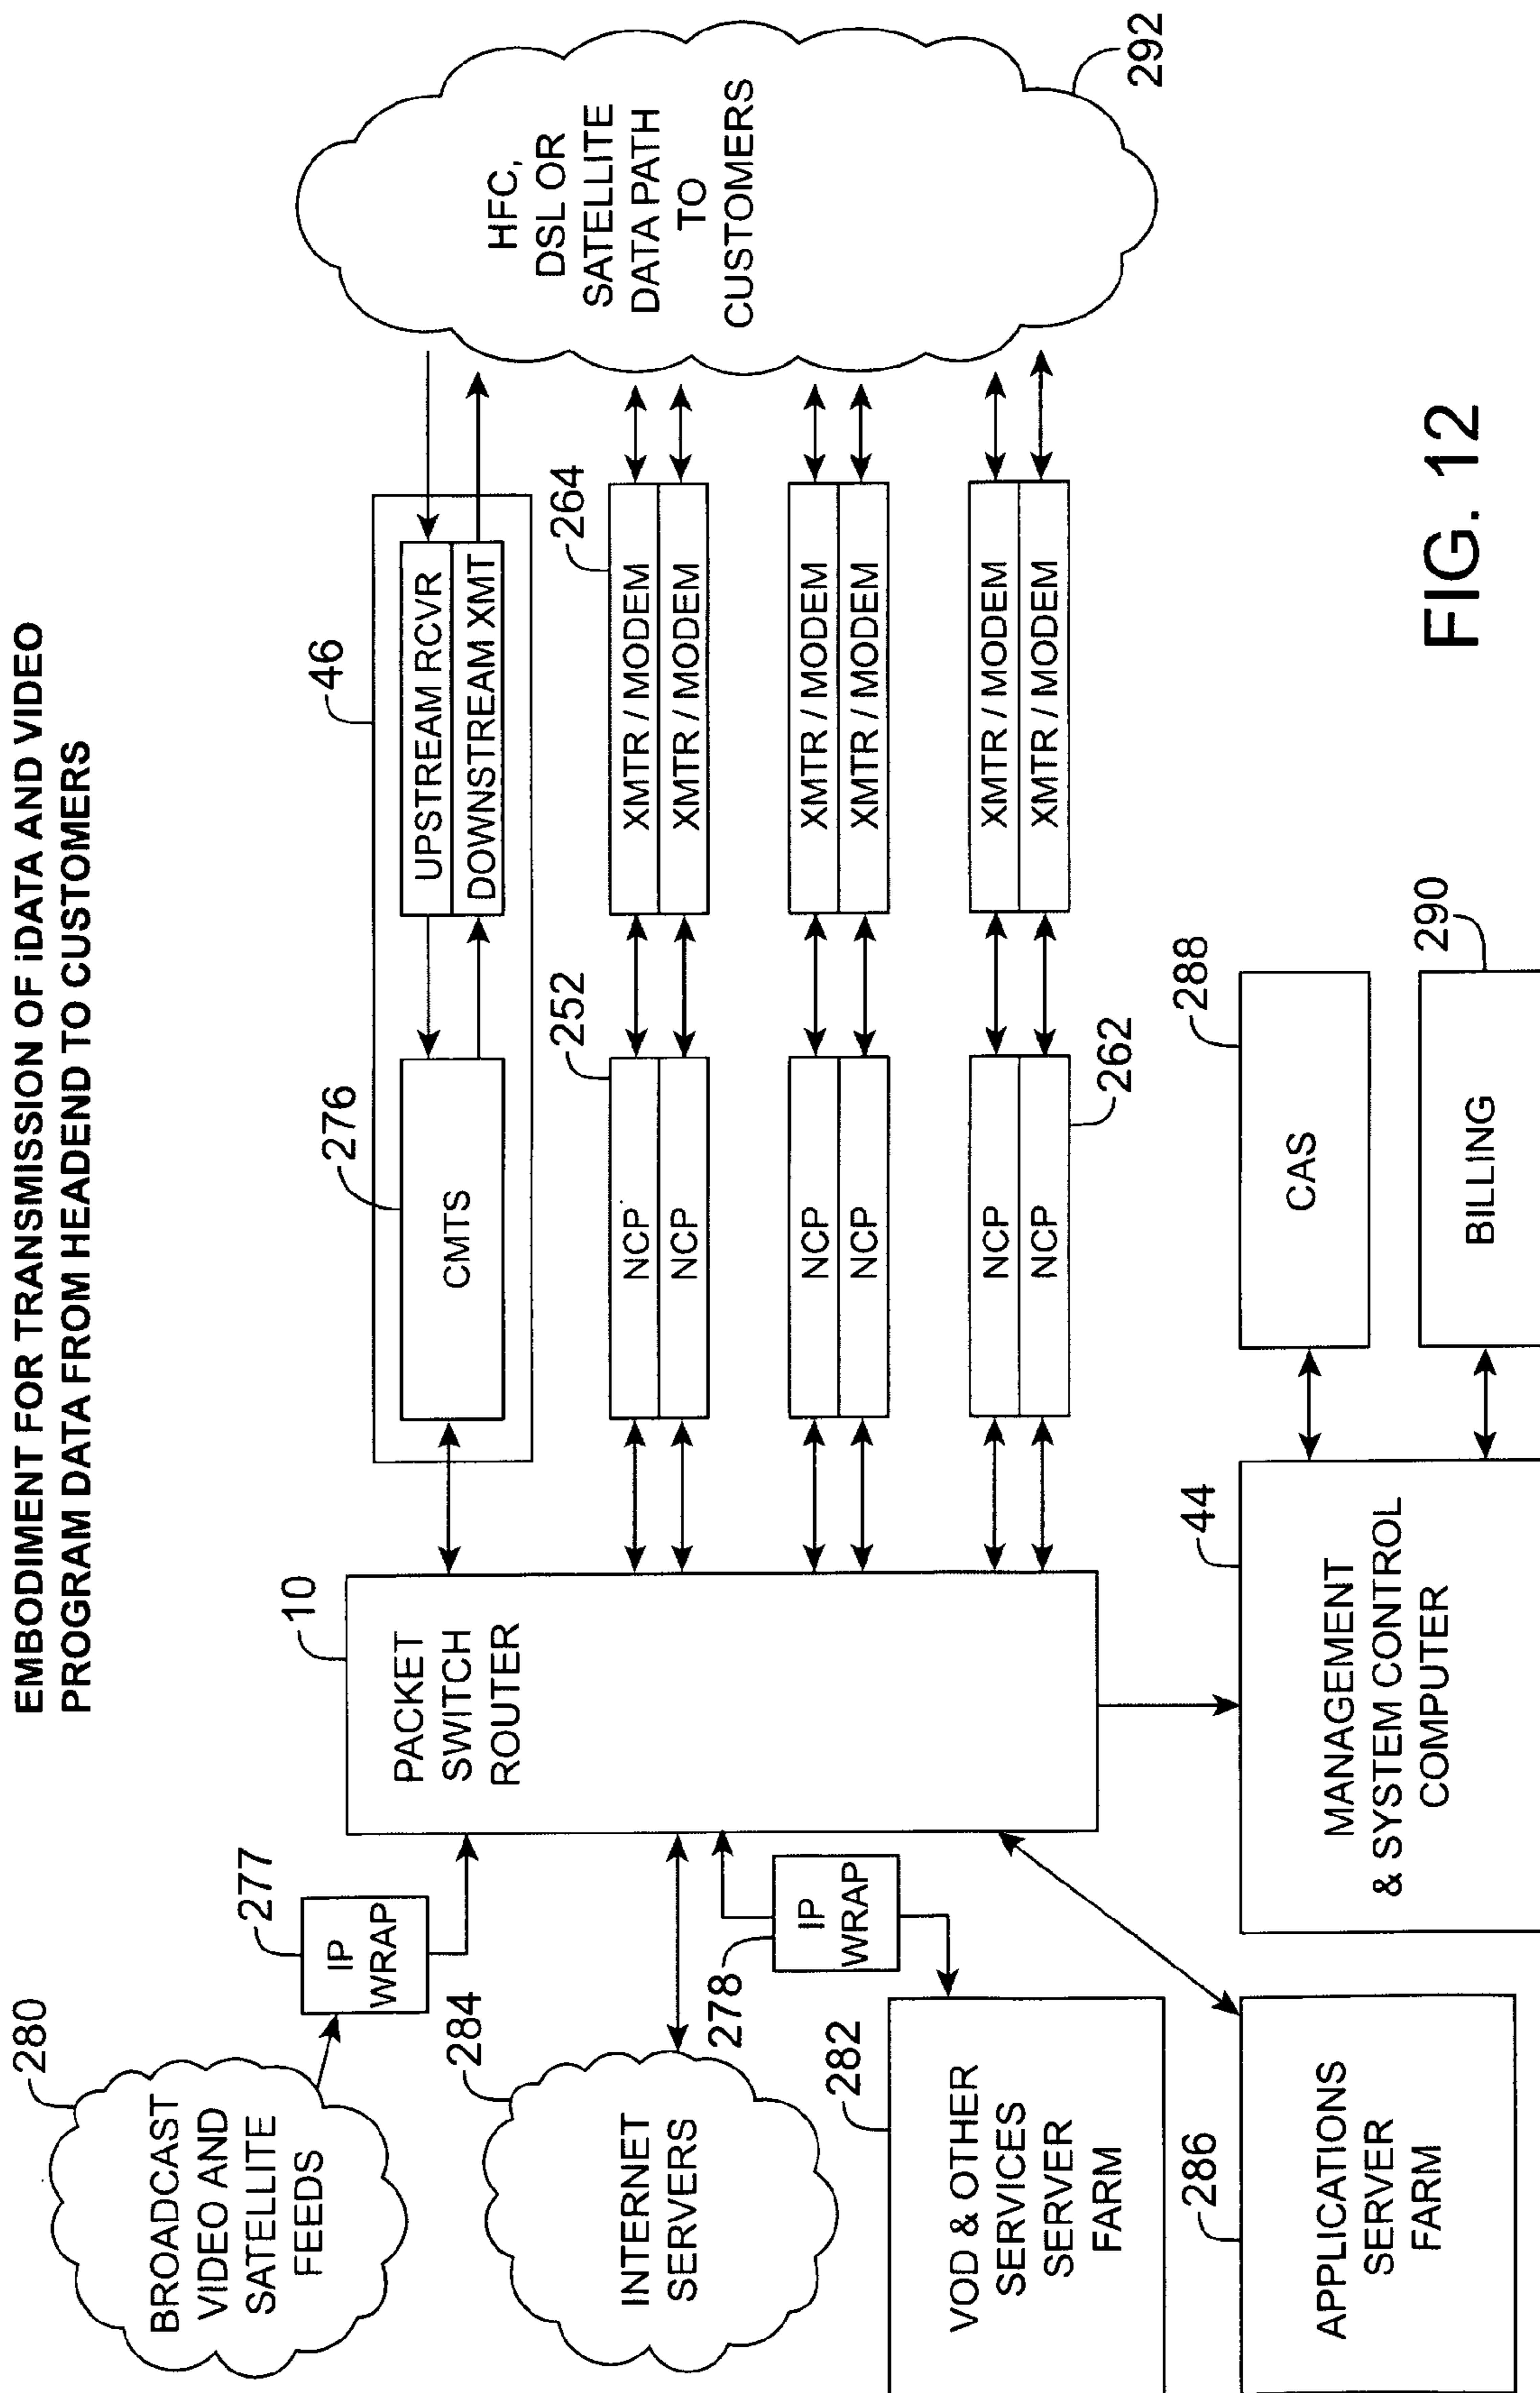 EMBODIMENT FOR TRANSMISSION OF iDATA AND VIDEO
PROGRAM DATA FROM HEADEND TO CUSTOMERS
280
BROADCAST
VIDEO AND
SATELLITE
FEEDS
277
IP
WRAP
284
INTERNET
SERVERS
278
IP
WRAP
282
VOD & OTHER
SERVICES
SERVER
FARM
286
APPLICATIONS
SERVER
FARM
10
PACKET
SWITCH
ROUTER
44
MANAGEMENT
& SYSTEM CONTROL
COMPUTER
46
276
CMTS
UPSTREAM RCVR
DOWNSTREAM XMT
252
NCP
NCP
264
XMTR / MODEM
XMTR / MODEM
NCP
NCP
XMTR / MODEM
XMTR / MODEM
NCP
NCP
262
XMTR / MODEM
XMTR / MODEM
288
CAS
290
BILLING
HFC,
DSL OR
SATELLITE
DATA PATH
TO
CUSTOMERS
292
FIG. 12